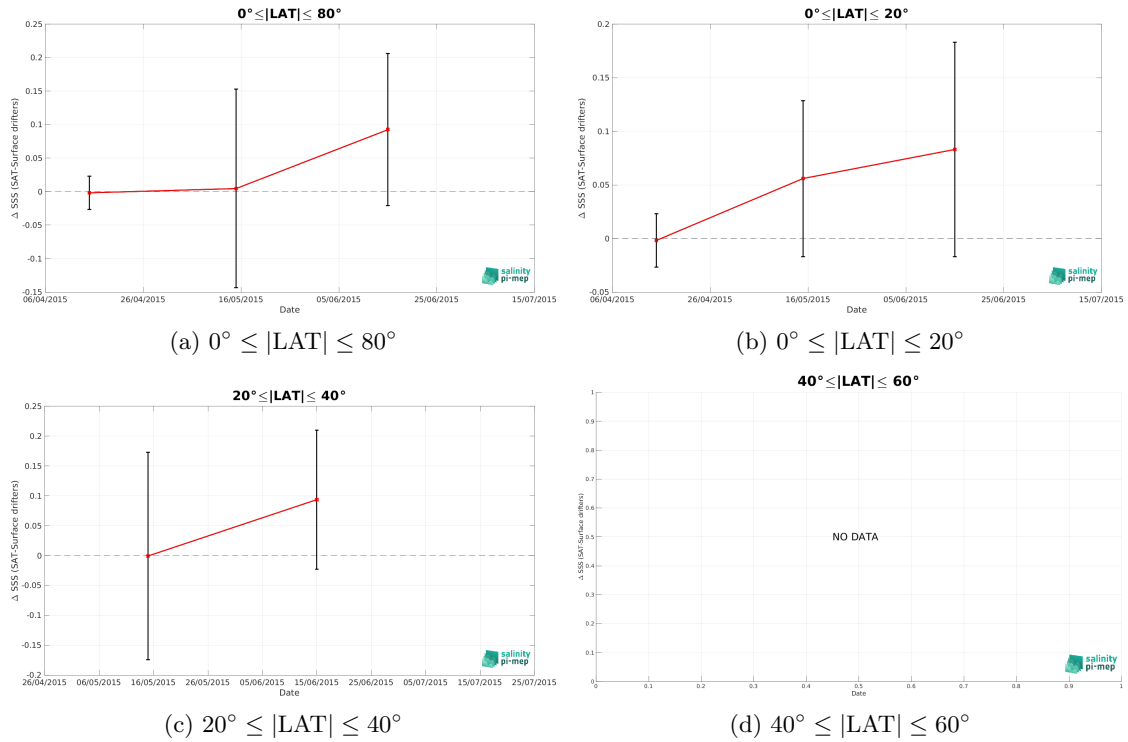 0°≤|LAT|≤ 80°
0.25
0.2
0.15
0.1
0.05
0
-0.05
-0.1
-0.15
Δ SSS (SAT-Surface drifters)
salinity
pi-mep
06/04/2015 26/04/2015 16/05/2015 05/06/2015 25/06/2015 15/07/2015
Date
(a) 0° ≤ |LAT| ≤ 80°
0°≤|LAT|≤ 20°
0.2
0.15
0.1
0.05
0
-0.05
Δ SSS (SAT-Surface drifters)
salinity
pi-mep
06/04/2015 26/04/2015 16/05/2015 05/06/2015 25/06/2015 15/07/2015
Date
(b) 0° ≤ |LAT| ≤ 20°
20°≤|LAT|≤ 40°
0.25
0.2
0.15
0.1
0.05
0
-0.05
-0.1
-0.15
-0.2
Δ SSS (SAT-Surface drifters)
salinity
pi-mep
26/04/2015 06/05/2015 16/05/2015 26/05/2015 05/06/2015 15/06/2015 25/06/2015 05/07/2015 15/07/2015 25/07/2015
Date
(c) 20° ≤ |LAT| ≤ 40°
40°≤|LAT|≤ 60°
1
0.9
0.8
0.7
0.6
0.5
0.4
0.3
0.2
0.1
0
Δ SSS (SAT-Surface drifters)
NO DATA
salinity
pi-mep
0 0.1 0.2 0.3 0.4 0.5 0.6 0.7 0.8 0.9 1
Date
(d) 40° ≤ |LAT| ≤ 60°